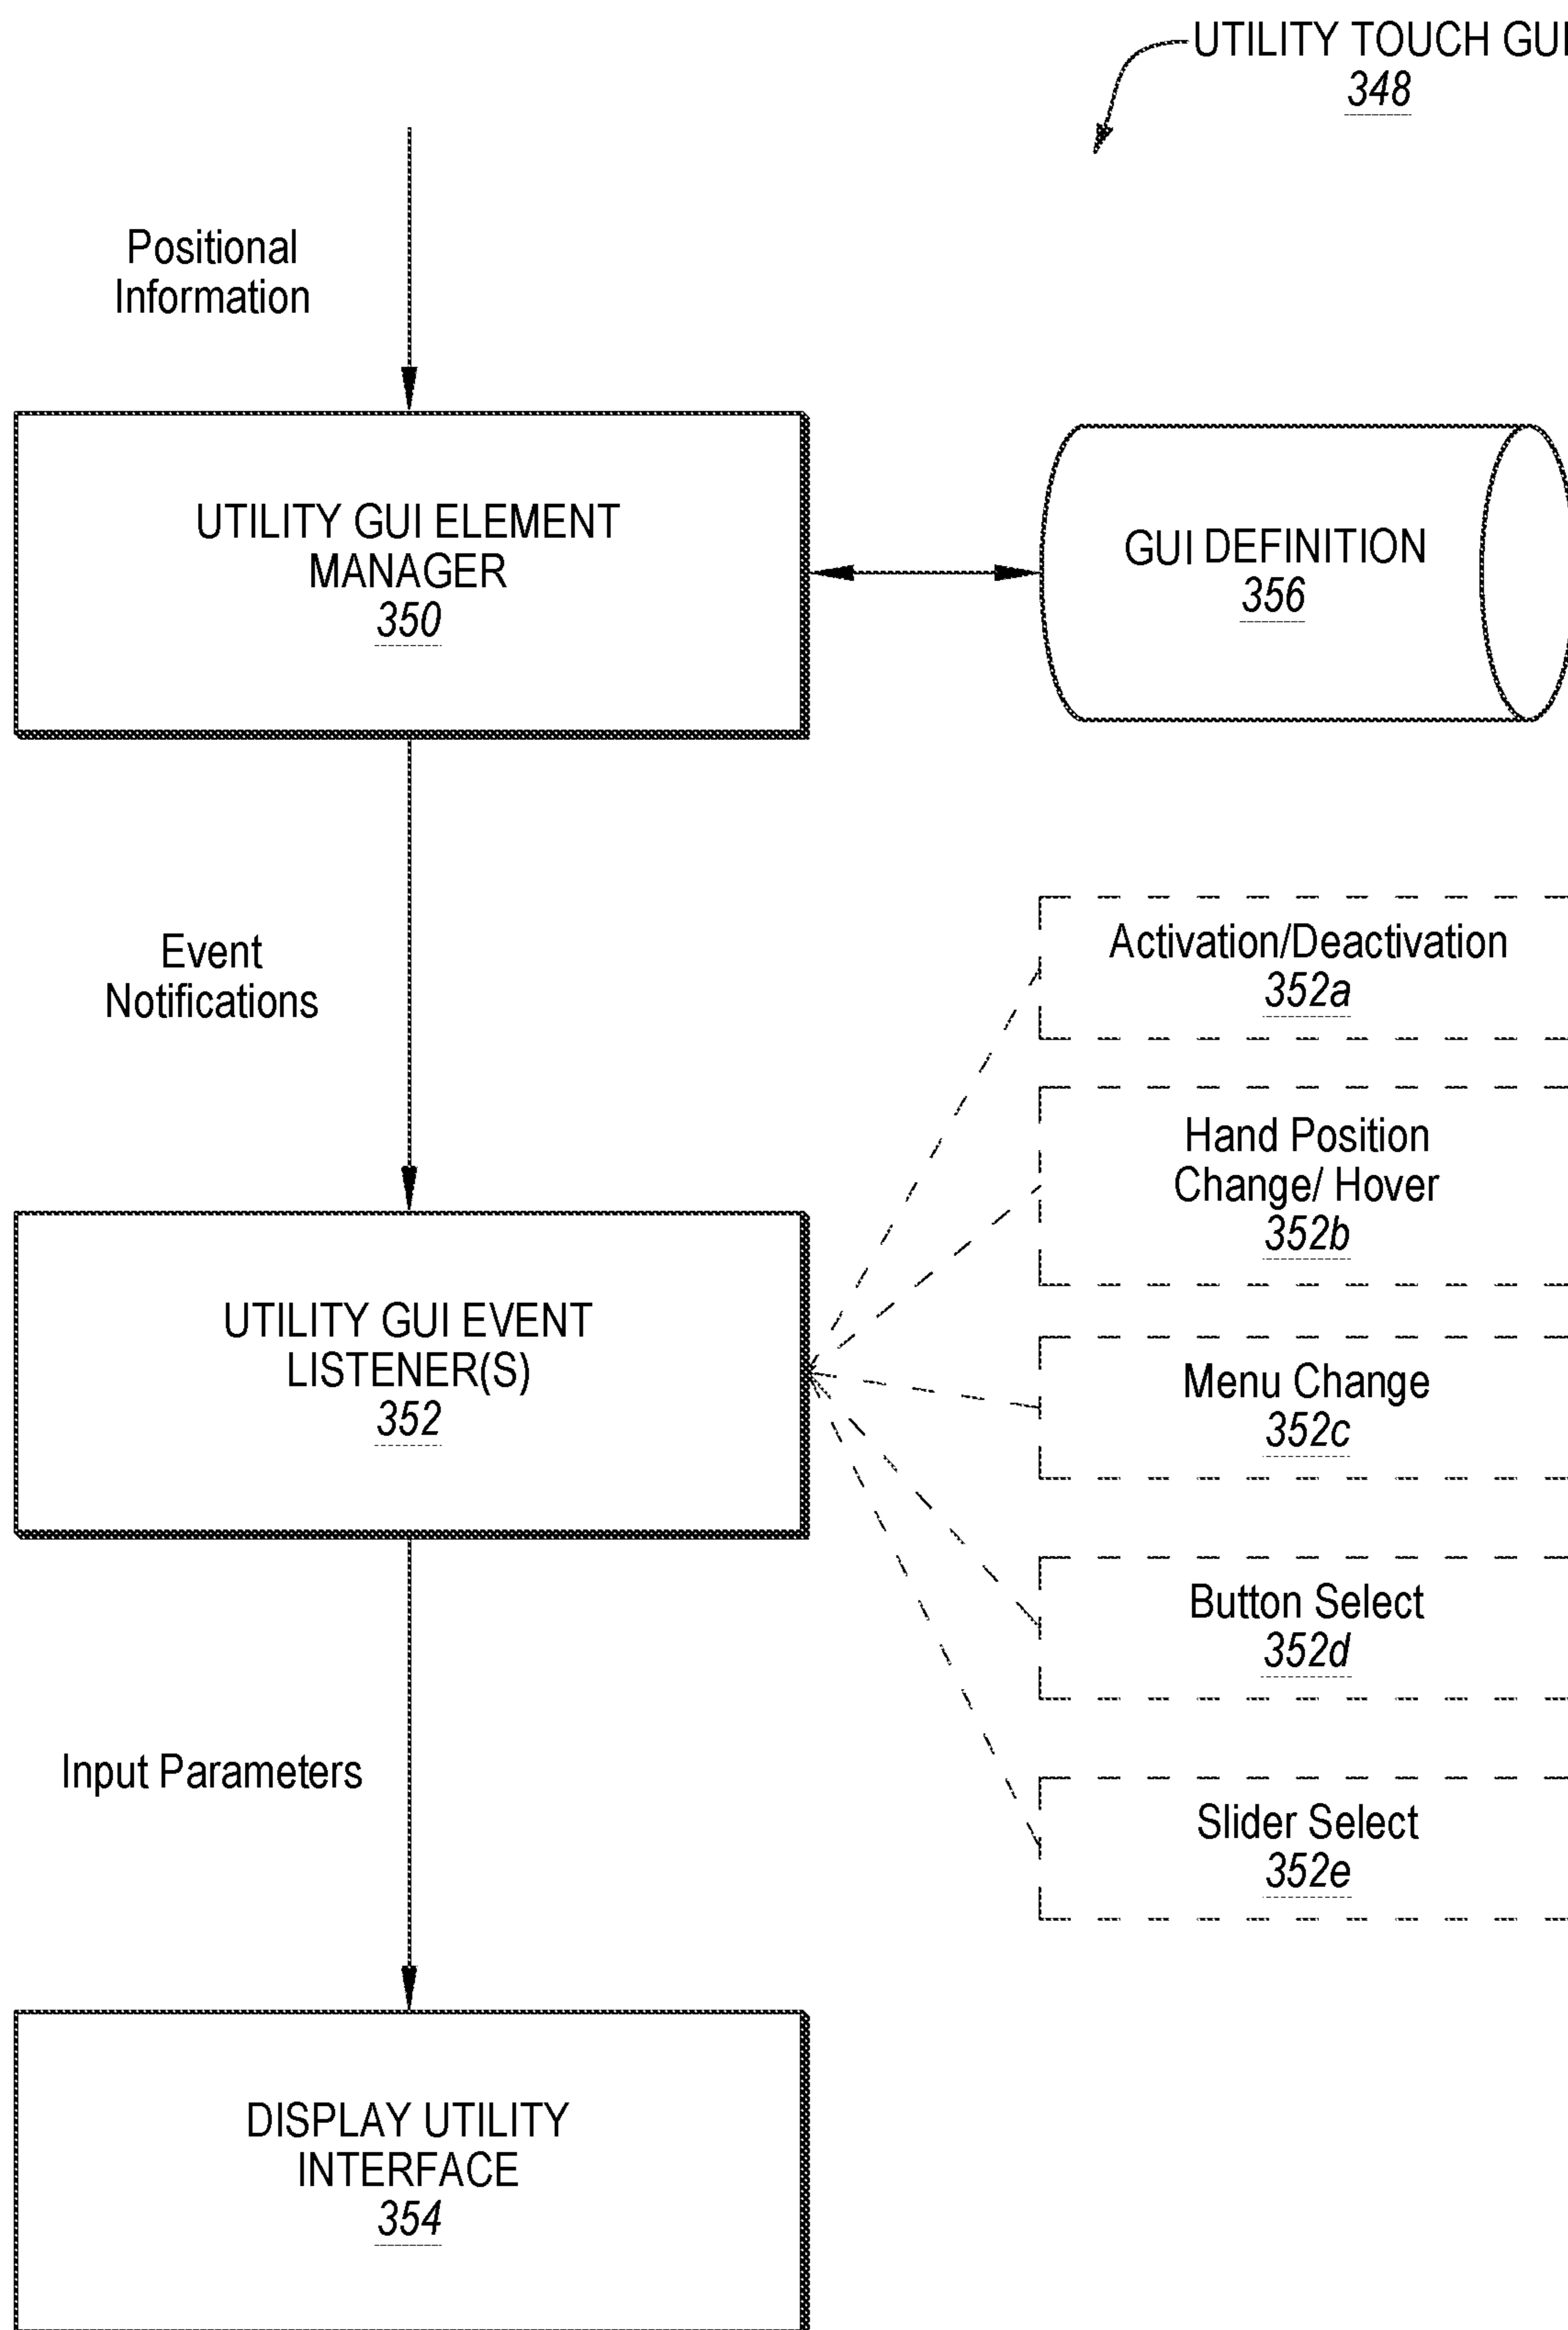 UTILITY TOUCH GUI
348
Positional
Information
UTILITY GUI ELEMENT
MANAGER
350
GUI DEFINITION
356
Event
Notifications
Activation/Deactivation
352a
Hand Position
Change/ Hover
352b
UTILITY GUI EVENT
LISTENER(S)
352
Menu Change
352c
Button Select
352d
Input Parameters
Slider Select
352e
DISPLAY UTILITY
INTERFACE
354